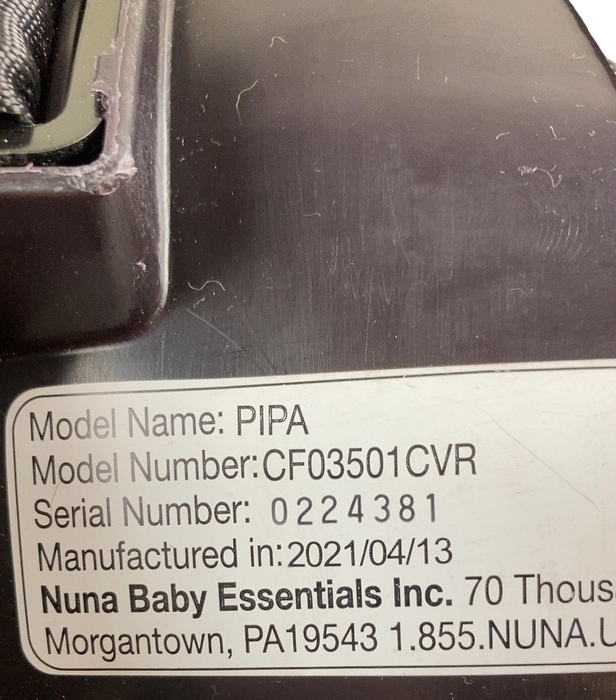 Model Name: PIPA
Model Number:CF03501CVR
Serial Number: 0224381
Manufactured in:2021/04/13
Nuna Baby Essentials Inc. 70 Thous
Morgantown, PA19543 1.855.NUNA.U